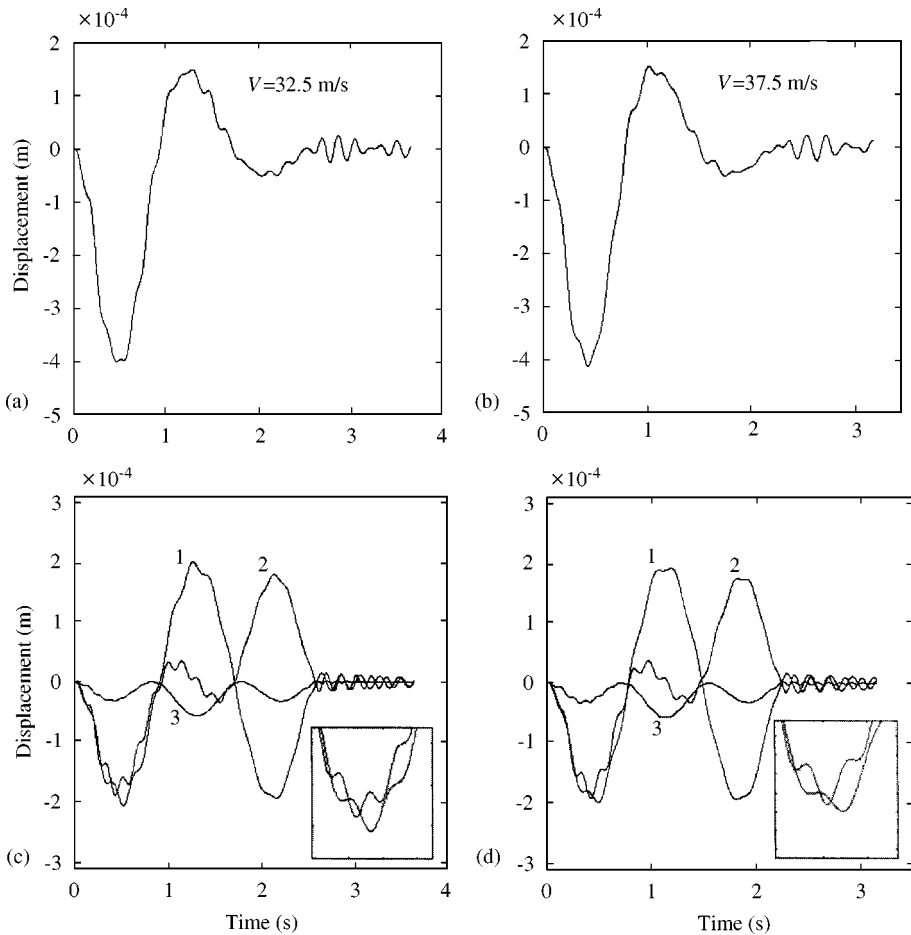 ×10-4
2
1
0
-1
-2
-3
-4
-5
Displacement (m)
V=32.5 m/s
(a)
0 1 2 3 4
×10-4
2
1
0
-1
-2
-3
-4
-5
V=37.5 m/s
(b)
0 1 2 3
×10-4
3
2
1
0
-1
-2
-3
Displacement (m)
1
2
3
(c)
0 1 2 3 4
Time (s)
×10-4
3
2
1
0
-1
-2
-3
1
2
3
(d)
0 1 2 3
Time (s)